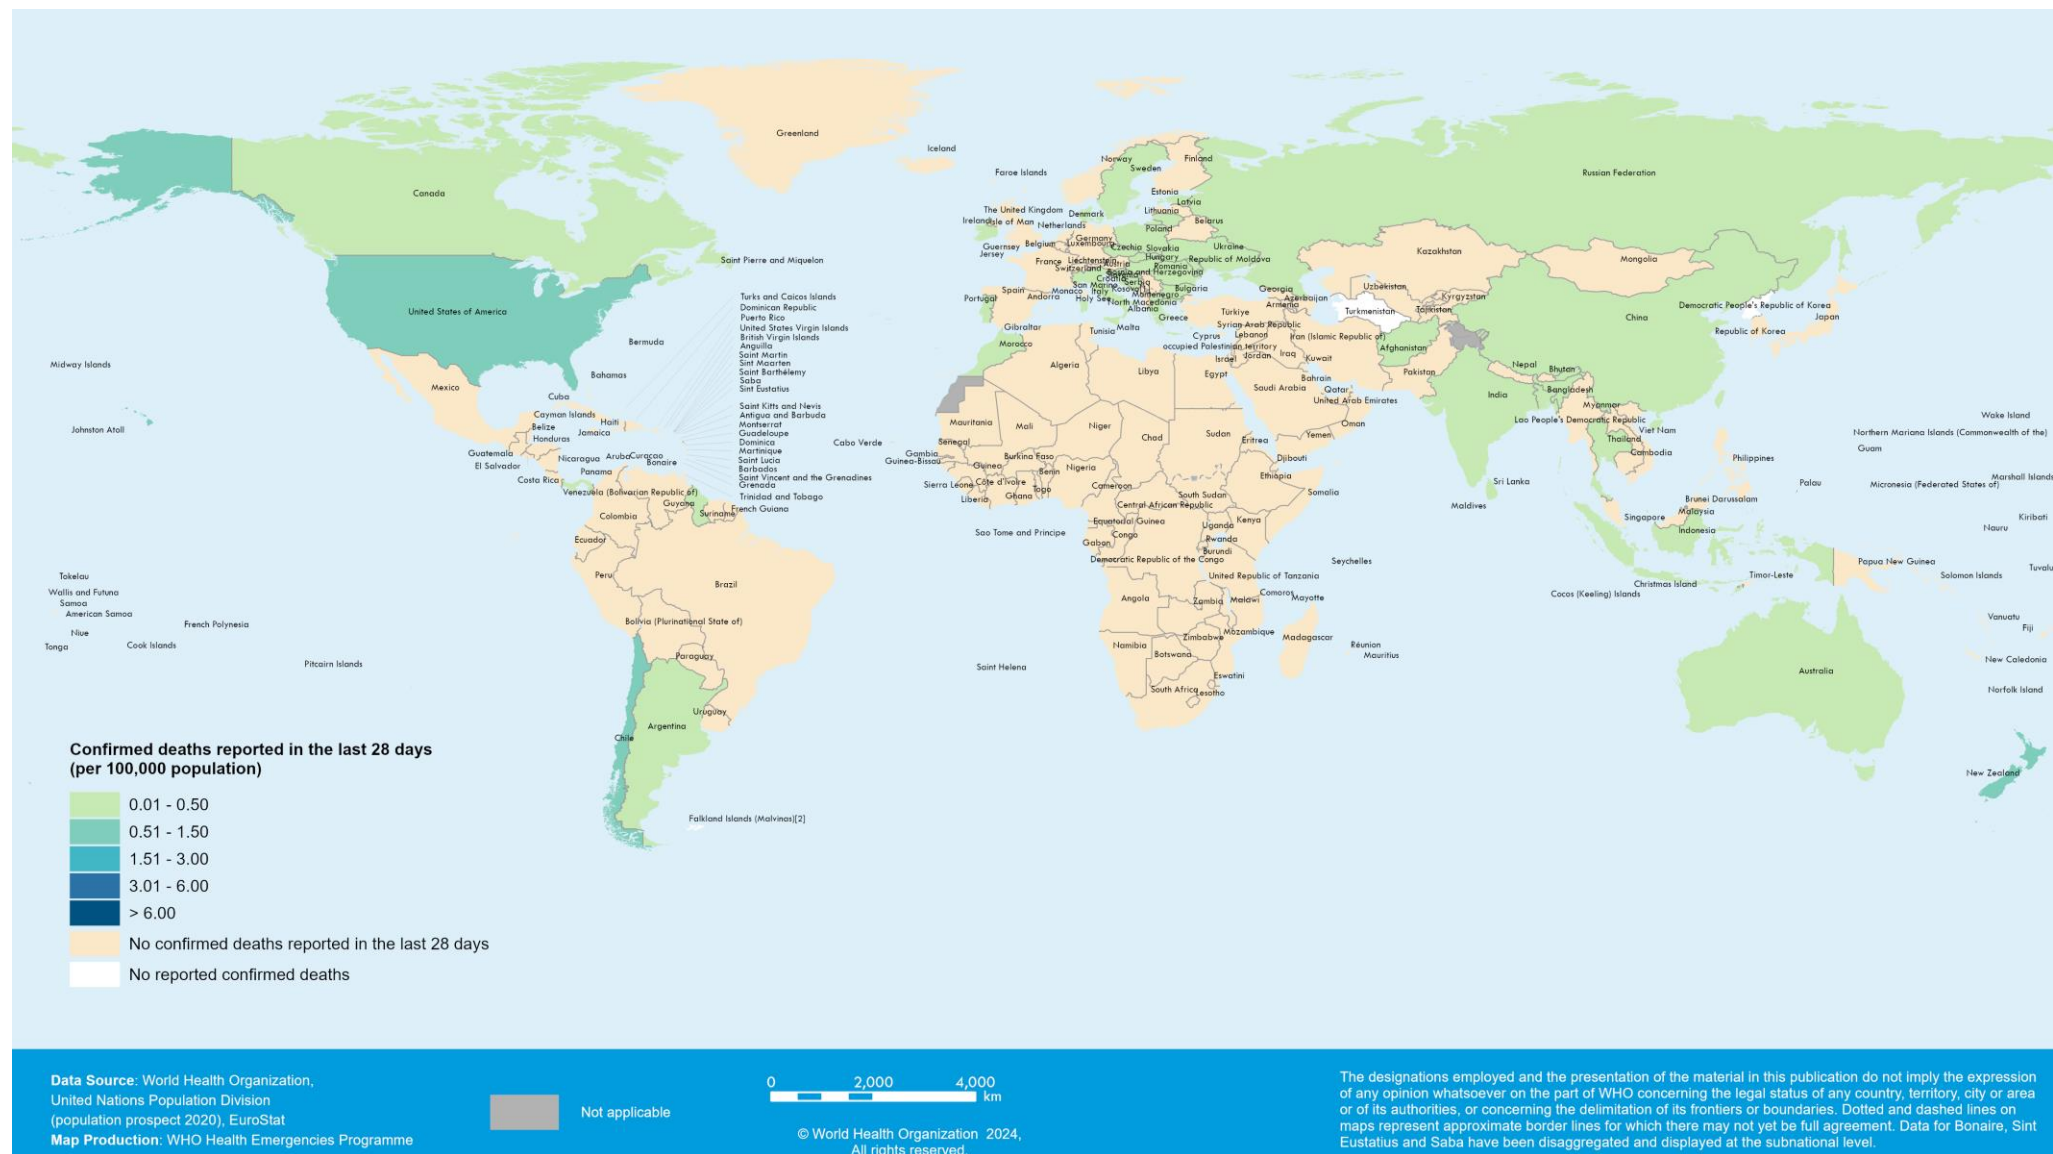 Greenland
Iceland
Faroe Islands
Norway
Sweden
Finland
Russian Federation
Canada
Estonia
Latvia
Lithuania
The United Kingdom
Denmark
Ireland
Isle of Man
Netherlands
Belarus
Poland
Germany
Guernsey
Belgium
Luxembourg
Czechia
Slovakia
Ukraine
Jersey
Hungary
France
Liechtenstein
Austria
Romania
Republic of Moldova
Switzerland
Bosnia and Herzegovina
Croatia
Serbia
San Marino
Italy
Kosovo
Bulgaria
Monaco
Spain
Andorra
Portugal
Holy See
Montenegro
North Macedonia
Albania
Greece
Georgia
Azerbaijan
Armenia
Kazakhstan
Mongolia
Uzbekistan
Kyrgyzstan
Turkmenistan
Tajikistan
Democratic People's Republic of Korea
China
Japan
Republic of Korea
Saint Pierre and Miquelon
United States of America
Turks and Caicos Islands
Dominican Republic
Puerto Rico
United States Virgin Islands
British Virgin Islands
Anguilla
Saint Martin
Sint Maarten
Saint Barthélemy
Saba
Sint Eustatius
Saint Kitts and Nevis
Antigua and Barbuda
Montserrat
Guadeloupe
Dominica
Martinique
Saint Lucia
Barbados
Saint Vincent and the Grenadines
Grenada
Trinidad and Tobago
Bermuda
Bahamas
Midway Islands
Johnston Atoll
Mexico
Cuba
Cayman Islands
Haiti
Belize
Jamaica
Honduras
Guatemala
El Salvador
Nicaragua
Aruba
Curacao
Bonaire
Panama
Costa Rica
Venezuela (Bolivarian Republic of)
Guyana
Suriname
French Guiana
Colombia
Ecuador
Peru
Brazil
Bolivia (Plurinational State of)
Paraguay
Uruguay
Argentina
Chile
Falkland Islands (Malvinas)[2]
Gibraltar
Tunisia
Malta
Türkiye
Syrian Arab Republic
Cyprus
Lebanon
Iran (Islamic Republic of)
occupied Palestinian territory
Israel
Jordan
Iraq
Kuwait
Afghanistan
Pakistan
Nepal
Bhutan
India
Bangladesh
Myanmar
Lao People's Democratic Republic
Viet Nam
Thailand
Cambodia
Philippines
Morocco
Algeria
Libya
Egypt
Saudi Arabia
Bahrain
Qatar
United Arab Emirates
Oman
Yemen
Cabo Verde
Mauritania
Mali
Niger
Chad
Sudan
Eritrea
Senegal
Gambia
Guinea-Bissau
Guinea
Burkina Faso
Benin
Nigeria
Djibouti
Ethiopia
Somalia
Sierra Leone
Côte d'Ivoire
Liberia
Ghana
Togo
Cameroon
South Sudan
Central African Republic
Sao Tome and Principe
Equatorial Guinea
Congo
Gabon
Uganda
Kenya
Rwanda
Burundi
Democratic Republic of the Congo
United Republic of Tanzania
Seychelles
Angola
Zambia
Malawi
Comoros
Mayotte
Mozambique
Madagascar
Zimbabwe
Namibia
Botswana
Réunion
Mauritius
Saint Helena
Eswatini
South Africa
Lesotho
Sri Lanka
Maldives
Brunei Darussalam
Malaysia
Singapore
Indonesia
Palau
Christmas Island
Cocos (Keeling) Islands
Timor-Leste
Papua New Guinea
Solomon Islands
Wake Island
Northern Mariana Islands (Commonwealth of the)
Guam
Marshall Islands
Micronesia (Federated States of)
Kiribati
Nauru
Tuvalu
Vanuatu
Fiji
New Caledonia
Norfolk Island
Australia
New Zealand
Tokelau
Wallis and Futuna
Samoa
American Samoa
Niue
Tonga
Cook Islands
French Polynesia
Pitcairn Islands
Confirmed deaths reported in the last 28 days
(per 100,000 population)
0.01 - 0.50
0.51 - 1.50
1.51 - 3.00
3.01 - 6.00
> 6.00
No confirmed deaths reported in the last 28 days
No reported confirmed deaths
Data Source: World Health Organization,
United Nations Population Division
(population prospect 2020), EuroStat
Map Production: WHO Health Emergencies Programme
Not applicable
0 2,000 4,000
km
© World Health Organization 2024,
All rights reserved.
The designations employed and the presentation of the material in this publication do not imply the expression
of any opinion whatsoever on the part of WHO concerning the legal status of any country, territory, city or area
or of its authorities, or concerning the delimitation of its frontiers or boundaries. Dotted and dashed lines on
maps represent approximate border lines for which there may not yet be full agreement. Data for Bonaire, Sint
Eustatius and Saba have been disaggregated and displayed at the subnational level.